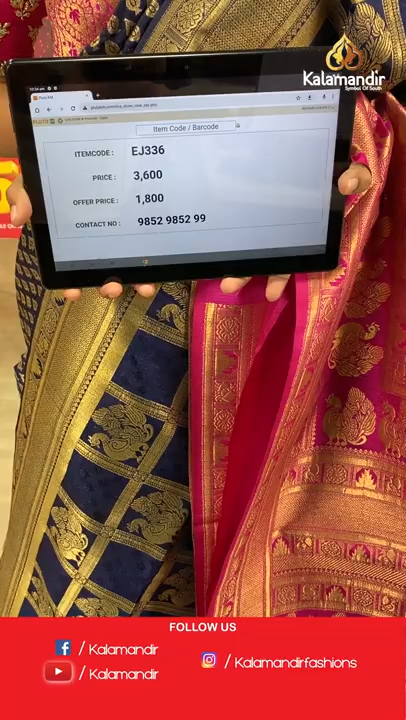 Kalamandir
Symbol Of South
Item Code / Barcode
ITEMCODE : EJ336
PRICE : 3,600
OFFER PRICE : 1,800
CONTACT NO : 9852 9852 99
FOLLOW US
/ Kalamandir
/ Kalamandir
/ Kalamandirfashions